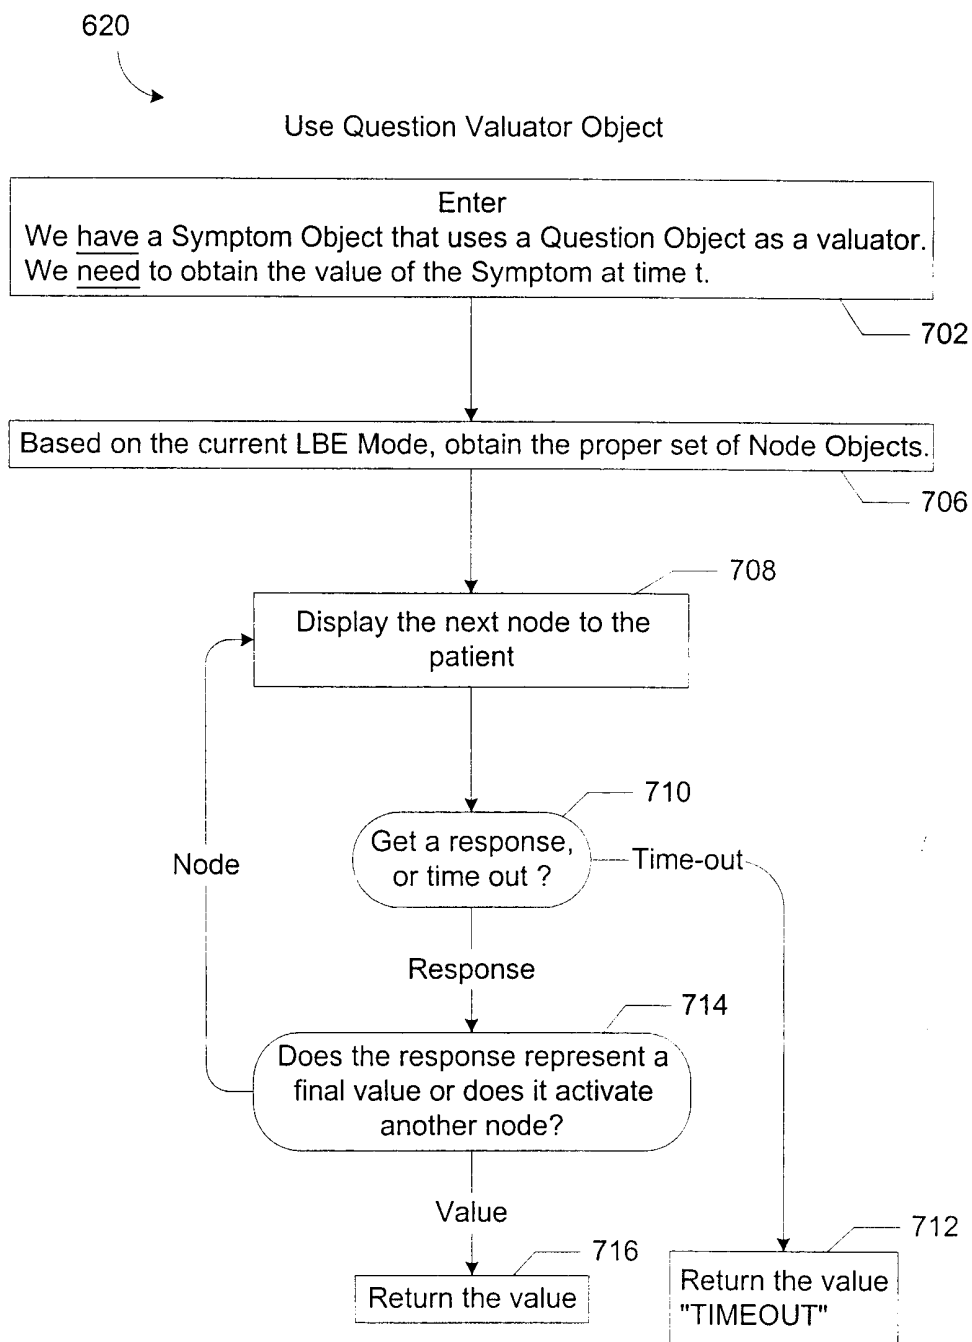 620
Use Question Valuator Object
Enter
We have a Symptom Object that uses a Question Object as a valuator.
We need to obtain the value of the Symptom at time t.
702
Based on the current LBE Mode, obtain the proper set of Node Objects.
706
708
Display the next node to the
patient
710
Get a response,
or time out ?
Time-out
Node
Response
714
Does the response represent a
final value or does it activate
another node?
Value
712
716
Return the value
Return the value
"TIMEOUT"